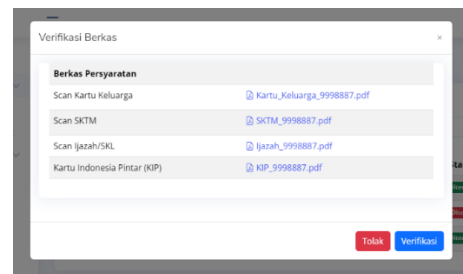 Verifikasi Berkas
×
Berkas Persyaratan
Scan Kartu Keluarga Kartu_Keluarga_9998887.pdf
Scan SKTM SKTM_9998887.pdf
Scan Ijazah/SKL Ijazah_9998887.pdf
Kartu Indonesia Pintar (KIP) KIP_9998887.pdf
Tolak Verifikasi